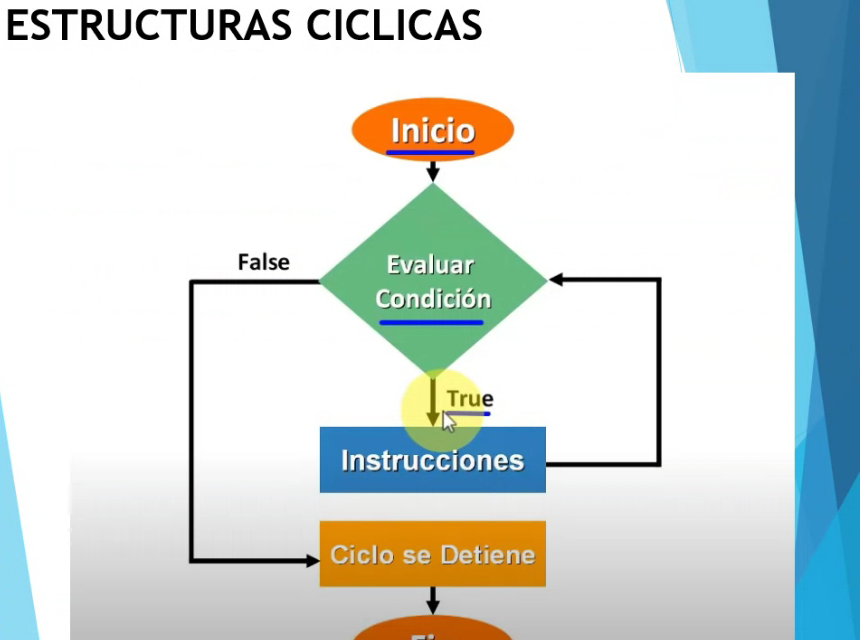 ESTRUCTURAS CICLICAS
Inicio
False
Evaluar
Condición
True
Instrucciones
Ciclo se Detiene